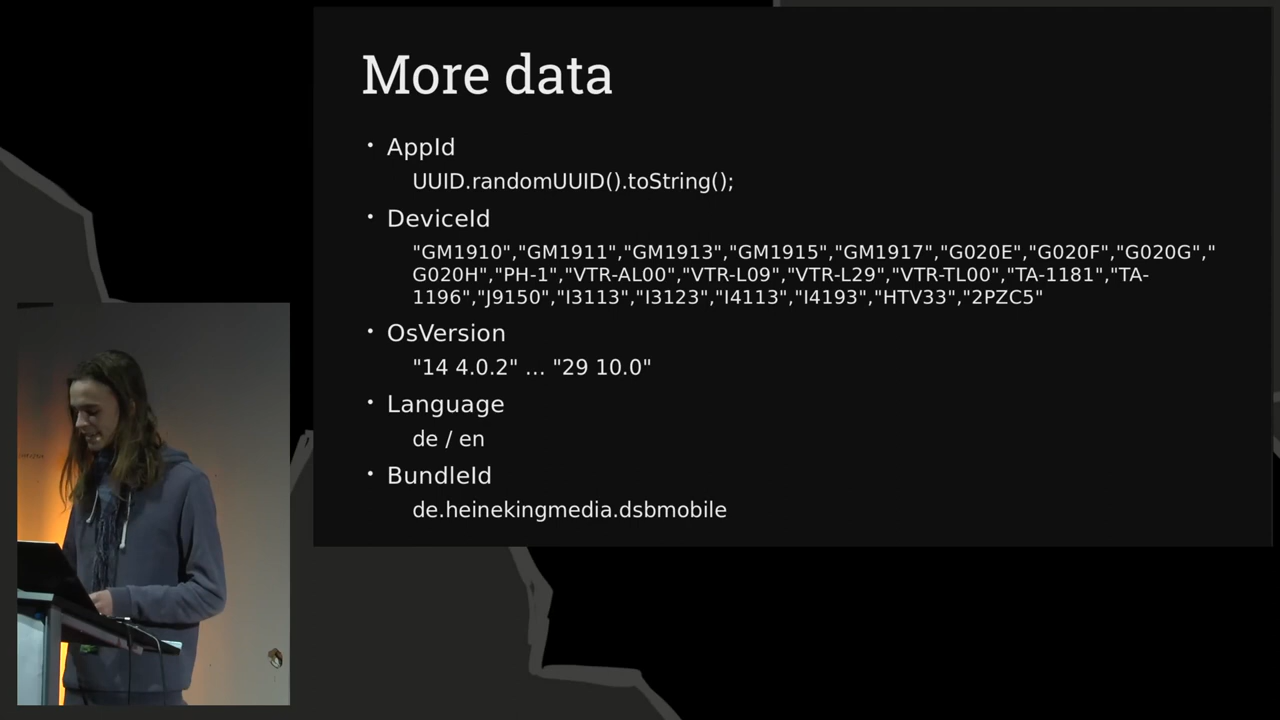 More data
• AppId
UUID.randomUUID().toString();
• DeviceId
"GM1910","GM1911","GM1913","GM1915","GM1917","G020E","G020F","G020G","
G020H","PH-1","VTR-AL00","VTR-L09","VTR-L29","VTR-TL00","TA-1181","TA-
1196","J9150","I3113","I3123","I4113","I4193","HTV33","2PZC5"
• OsVersion
"14 4.0.2" ... "29 10.0"
• Language
de / en
• BundleId
de.heinekingmedia.dsbmobile